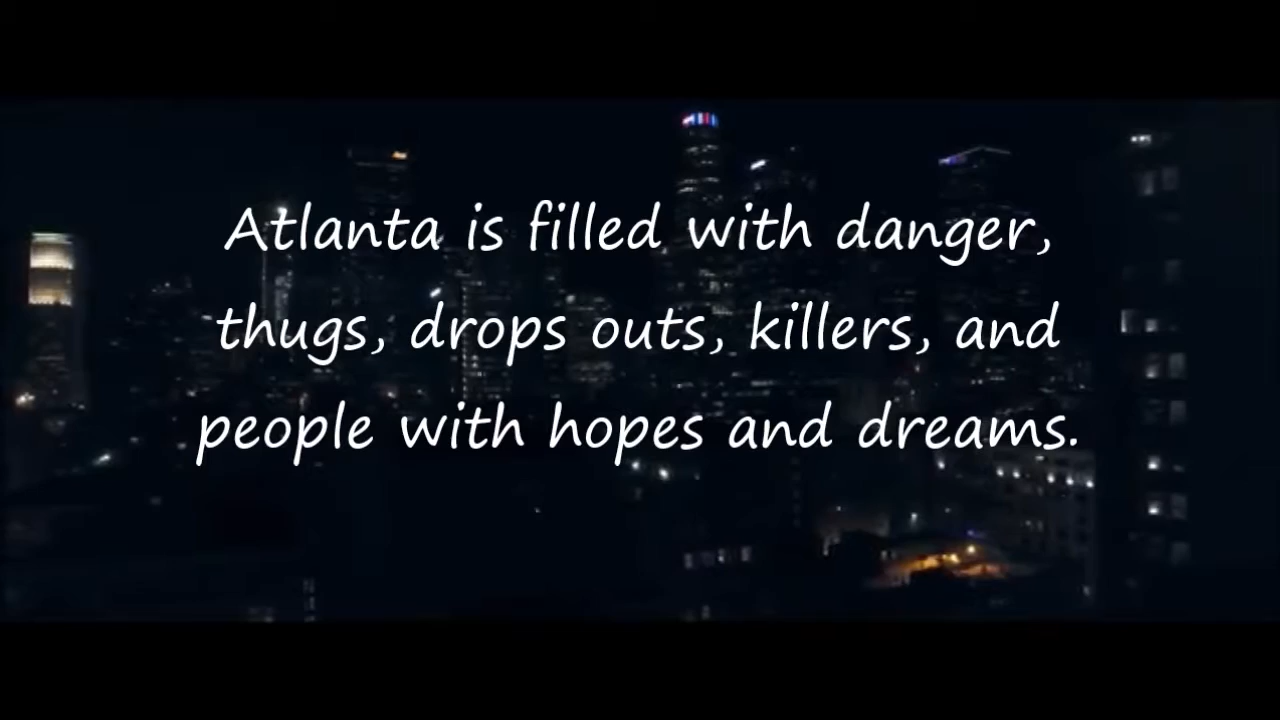 Atlanta is filled with danger,
thugs, drops outs, killers, and
people with hopes and dreams.